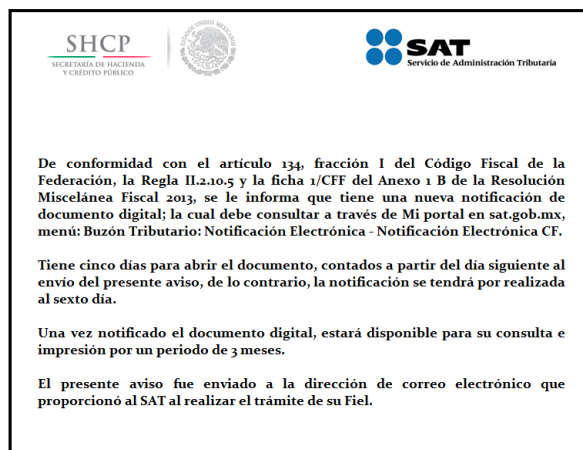 SHCP
SECRETARÍA DE HACIENDA
Y CRÉDITO PÚBLICO
ESTADOS UNIDOS MEXICANOS
SAT
Servicio de Administración Tributaria
De conformidad con el artículo 134, fracción I del Código Fiscal de la
Federación, la Regla II.2.10.5 y la ficha 1/CFF del Anexo 1 B de la Resolución
Miscelánea Fiscal 2013, se le informa que tiene una nueva notificación de
documento digital; la cual debe consultar a través de Mi portal en sat.gob.mx,
menú: Buzón Tributario: Notificación Electrónica - Notificación Electrónica CF.
Tiene cinco días para abrir el documento, contados a partir del día siguiente al
envío del presente aviso, de lo contrario, la notificación se tendrá por realizada
al sexto día.
Una vez notificado el documento digital, estará disponible para su consulta e
impresión por un periodo de 3 meses.
El presente aviso fue enviado a la dirección de correo electrónico que
proporcionó al SAT al realizar el trámite de su Fiel.